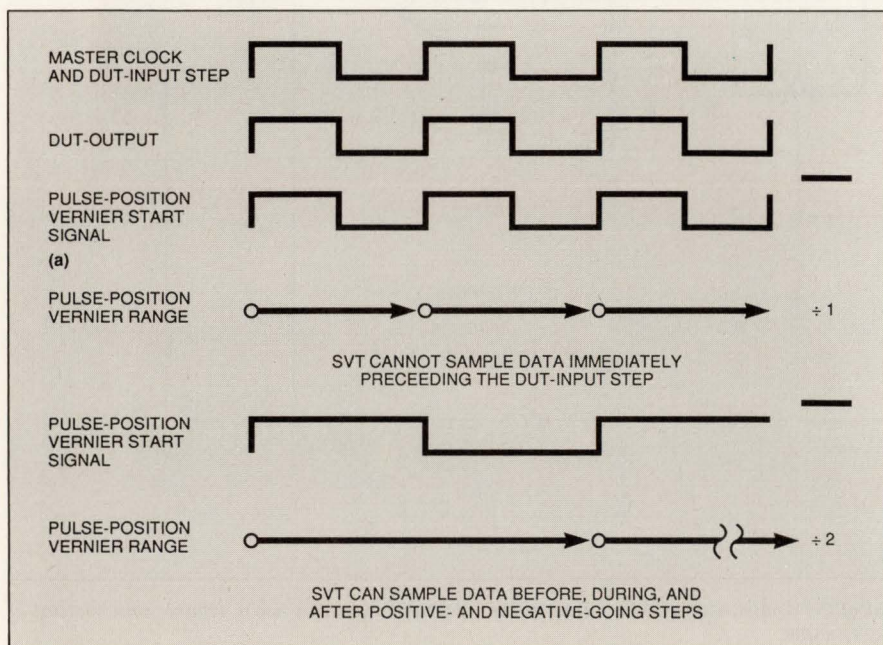 MASTER CLOCK
AND DUT-INPUT STEP
DUT-OUTPUT
PULSE-POSITION
VERNIER START
SIGNAL
(a)
PULSE-POSITION
VERNIER RANGE
÷ 1
SVT CANNOT SAMPLE DATA IMMEDIATELY
PRECEEDING THE DUT-INPUT STEP
PULSE-POSITION
VERNIER START
SIGNAL
PULSE-POSITION
VERNIER RANGE
÷ 2
SVT CAN SAMPLE DATA BEFORE, DURING, AND
AFTER POSITIVE- AND NEGATIVE-GOING STEPS